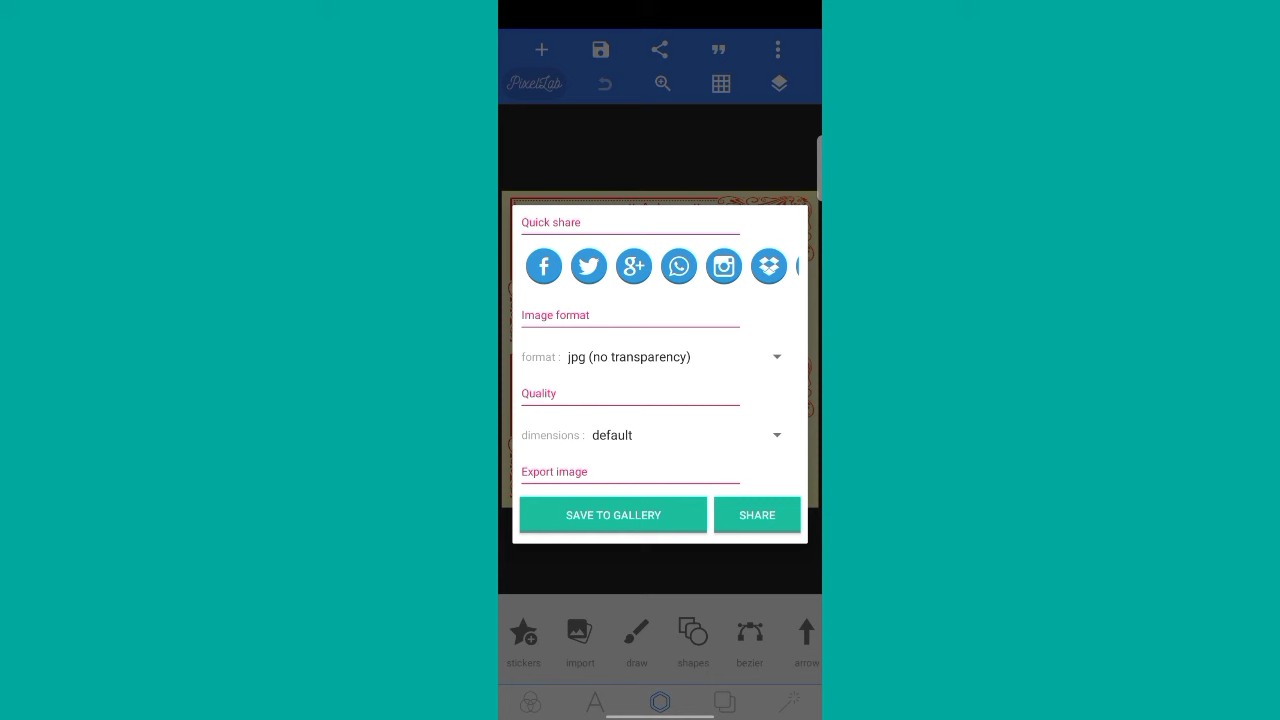 PixelLab
Quick share
Image format
format : jpg (no transparency)
Quality
dimensions : default
Export image
SAVE TO GALLERY SHARE
stickers import draw shapes bezier arrow